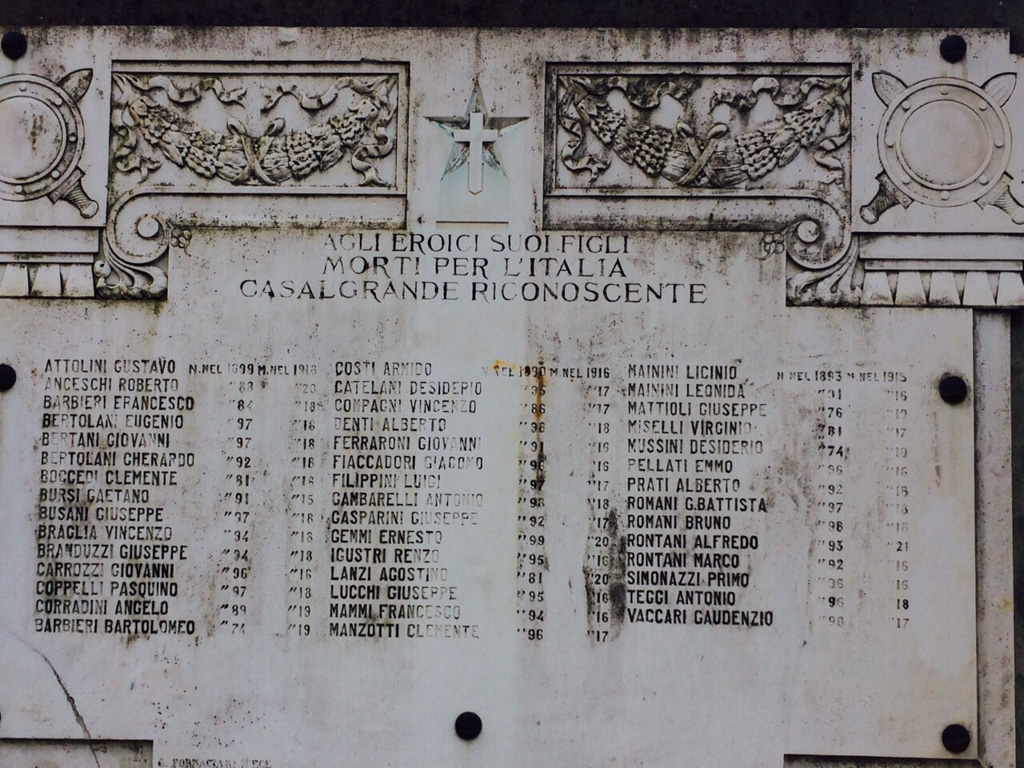 AGLI EROICI SUOI FIGLI
MORTI PER L'ITALIA
CASALGRANDE RICONOSCENTE
ATTOLINI GUSTAVO N.NEL 1899 M.NEL 1918
ANCESCHI ROBERTO "88 "20
BARBIERI FRANCESCO "84 "18
BERTOLANI EUGENIO "97 "18
BERTANI GIOVANNI "97 "18
BERTOLANI GHERARDO "92 "18
BOCCEDI CLEMENTE "81 "18
BURSI GAETANO "91 "15
BUSANI GIUSEPPE "97 "18
BRAGLIA VINCENZO "94 "18
BRANDUZZI GIUSEPPE "94 "18
CARROZZI GIOVANNI "96 "16
COPPELLI PASQUINO "97 "18
CORRADINI ANGELO "89 "19
BARBIERI BARTOLOMEO "74 "19
COSTI ARMIDO N.NEL 1890 M.NEL 1916
CATELANI DESIDERIO "95 "17
COMPAGNI VINCENZO "86 "17
DENTI ALBERTO "98 "18
FERRARONI GIOVANNI "91 "16
FIACCADORI GIACOMO "96 "16
FILIPPINI LUIGI "97 "17
GAMBARELLI ANTONIO "98 "18
GASPARINI GIUSEPPE "92 "17
GEMMI ERNESTO "99 "20
IGUSTRI RENZO "95 "16
LANZI AGOSTINO "81 "20
LUCCHI GIUSEPPE "95 "16
MAMMI FRANCESCO "94 "16
MANZOTTI CLEMENTE "96 "17
MAININI LICINIO N.NEL 1893 M.NEL 1915
MAININI LEONIDA "91 "16
MATTIOLI GIUSEPPE "76 "19
MISELLI VIRGINIO "81 "17
MUSSINI DESIDERIO "74
PELLATI EMMO "96 "16
PRATI ALBERTO "92 "16
ROMANI G.BATTISTA "97 "18
ROMANI BRUNO "98 "18
RONTANI ALFREDO "93 "21
RONTANI MARCO "92 "16
SIMONAZZI PRIMO "96 16
TEGGI ANTONIO "96 18
VACCARI GAUDENZIO "98 "17